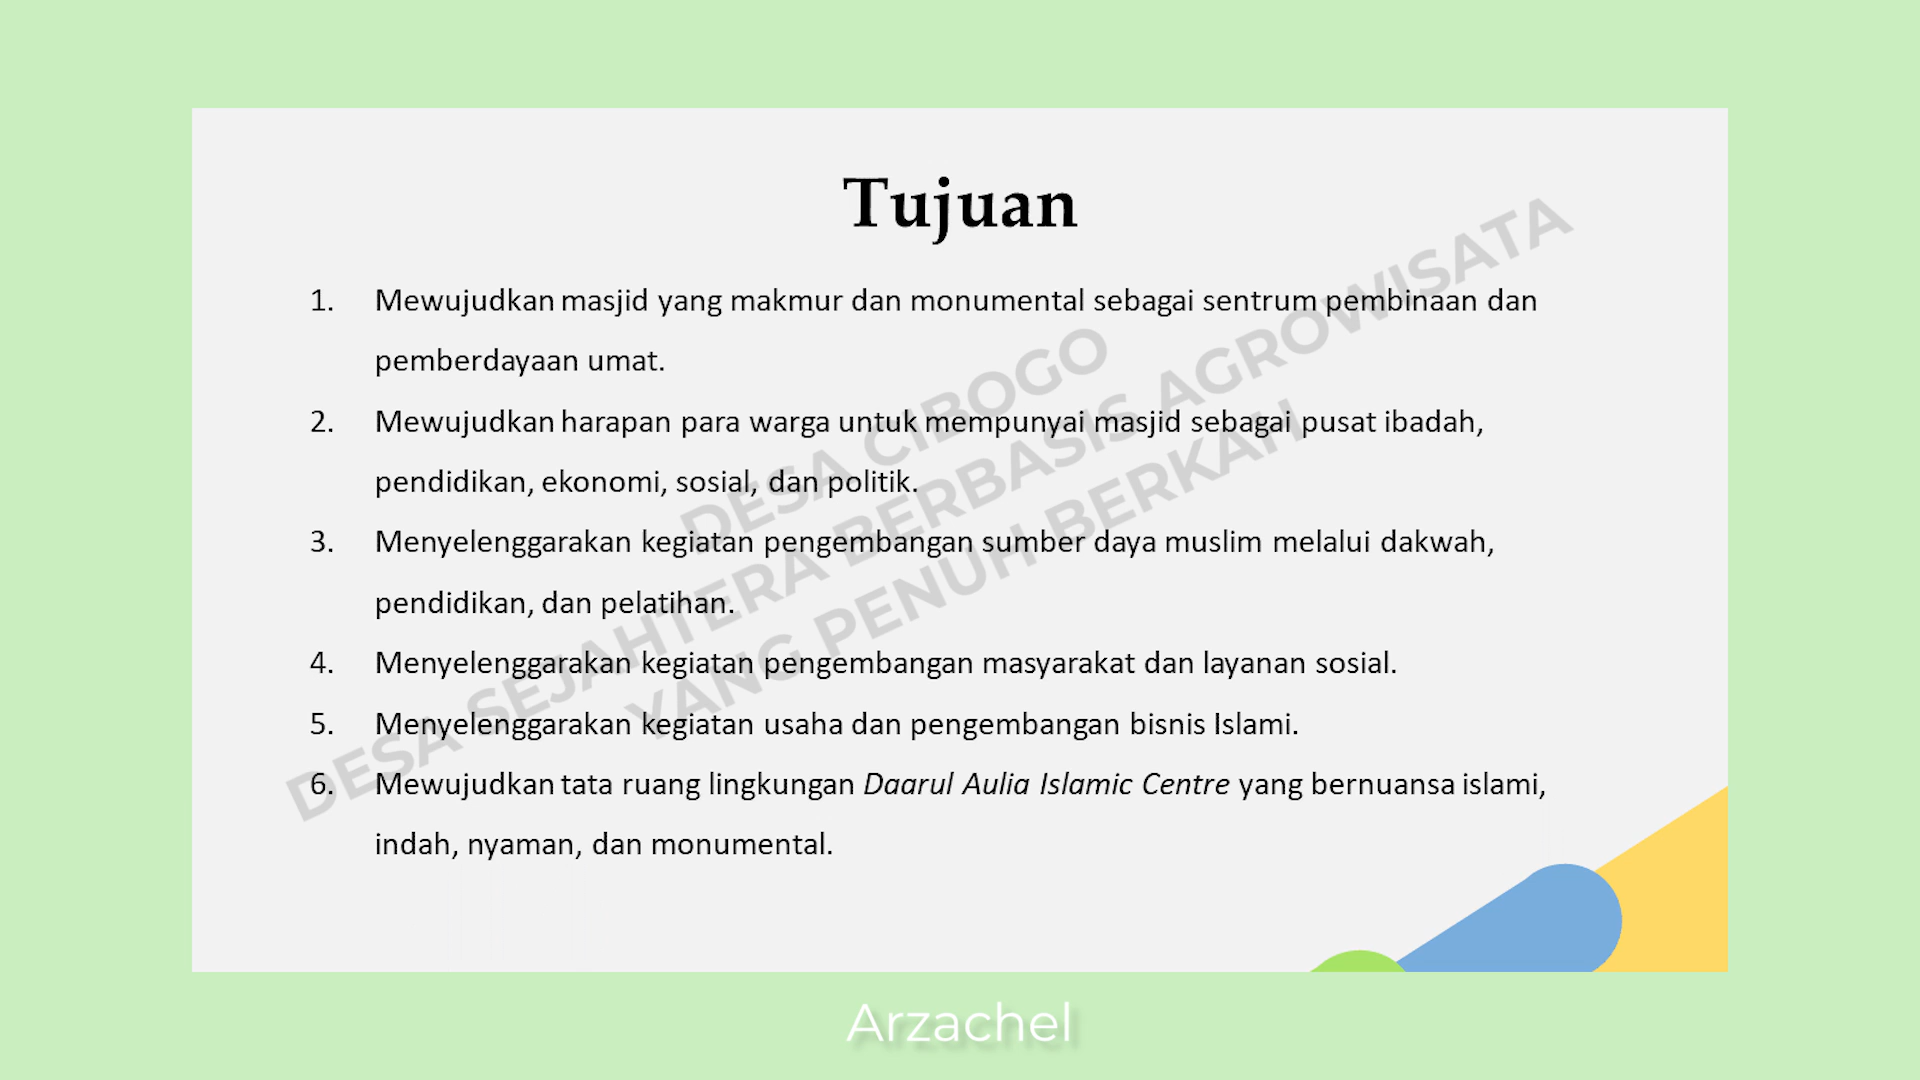 Tujuan
1. Mewujudkan masjid yang makmur dan monumental sebagai sentrum pembinaan dan
pemberdayaan umat.
2. Mewujudkan harapan para warga untuk mempunyai masjid sebagai pusat ibadah,
pendidikan, ekonomi, sosial, dan politik.
3. Menyelenggarakan kegiatan pengembangan sumber daya muslim melalui dakwah,
pendidikan, dan pelatihan.
4. Menyelenggarakan kegiatan pengembangan masyarakat dan layanan sosial.
5. Menyelenggarakan kegiatan usaha dan pengembangan bisnis Islami.
6. Mewujudkan tata ruang lingkungan Daarul Aulia Islamic Centre yang bernuansa islami,
indah, nyaman, dan monumental.
DESA CIBOGO
DESA SEJAHTERA BERBASIS AGROWISATA
YANG PENUH BERKAH
Arzachel